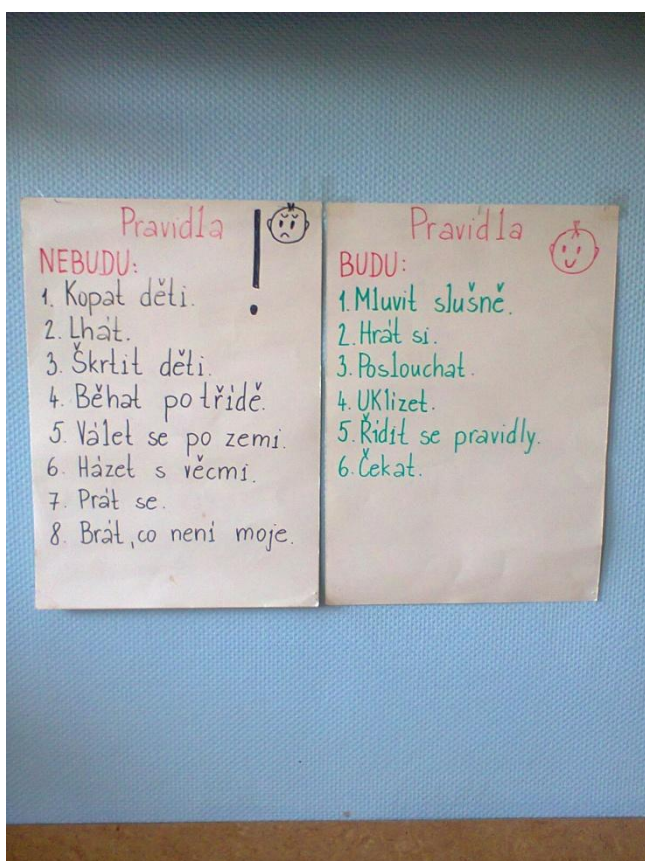 Pravidla
NEBUDU:
1. Kopat děti.
2. Lhát.
3. Škrtit děti.
4. Běhat po třídě.
5. Válet se po zemi.
6. Házet s věcmi.
7. Prát se.
8. Brát, co není moje.
Pravidla
BUDU:
1. Mluvit slušně.
2. Hrát si.
3. Poslouchat.
4. UKlízet.
5. Řídit se pravidly.
6. Čekat.